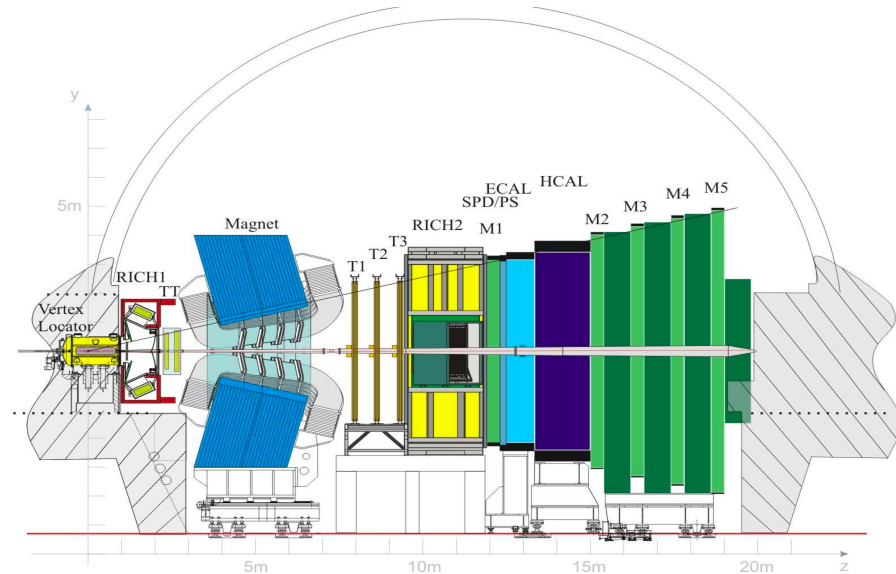 y
5m
ECAL
HCAL
SPD/PS
M5
M4
M3
M2
M1
RICH2
Magnet
T3
T2
T1
RICH1
TT
Vertex
Locator
5m
10m
15m
20m
z